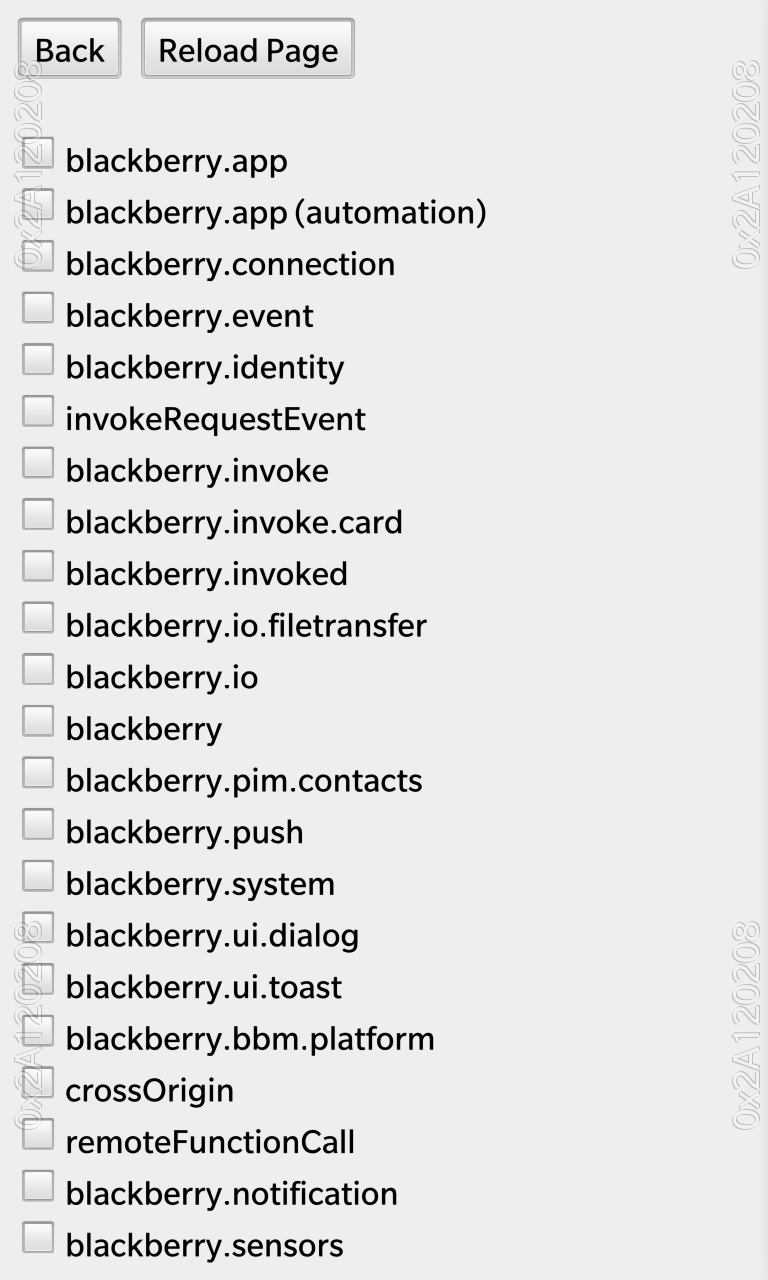 Back Reload Page
blackberry.app
blackberry.app (automation)
blackberry.connection
blackberry.event
blackberry.identity
invokeRequestEvent
blackberry.invoke
blackberry.invoke.card
blackberry.invoked
blackberry.io.filetransfer
blackberry.io
blackberry
blackberry.pim.contacts
blackberry.push
blackberry.system
blackberry.ui.dialog
blackberry.ui.toast
blackberry.bbm.platform
crossOrigin
remoteFunctionCall
blackberry.notification
blackberry.sensors
0x2A120208
0x2A120208
0x2A120208
0x2A120208